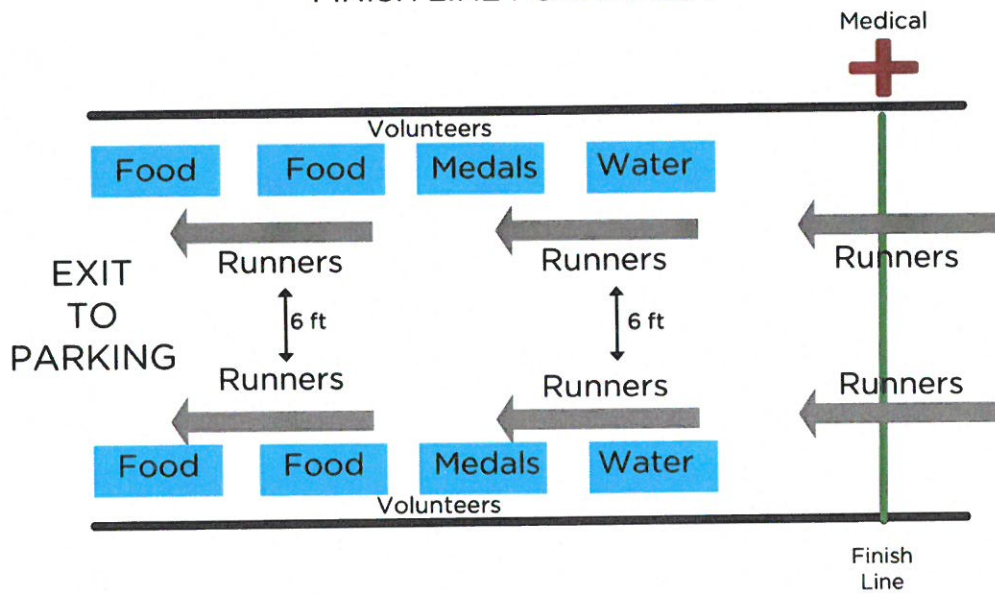 Medical
Volunteers
Food Food Medals Water
Runners Runners Runners
EXIT
TO
PARKING
6 ft 6 ft
Runners Runners Runners
Food Food Medals Water
Volunteers
Finish
Line